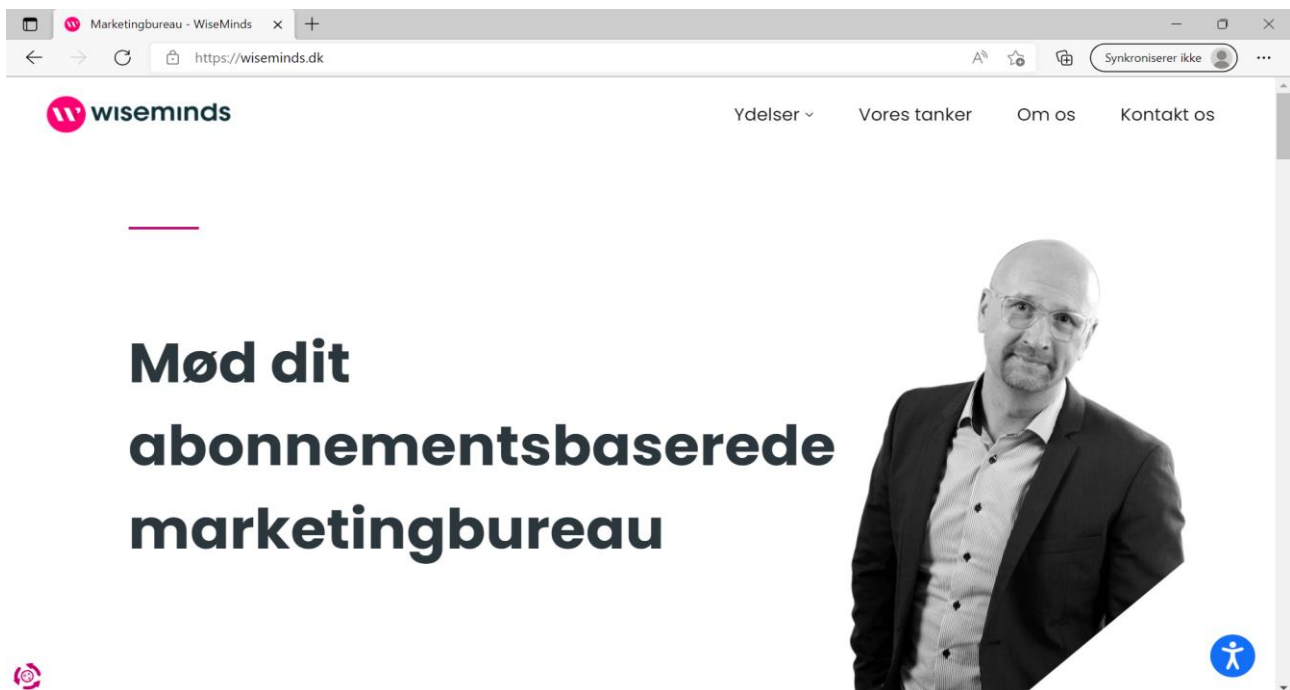 Marketingbureau - WiseMinds
https://wiseminds.dk
Synkroniserer ikke
wiseminds
Ydelser
Vores tanker
Om os
Kontakt os
Mød dit
abonnementsbaserede
marketingbureau